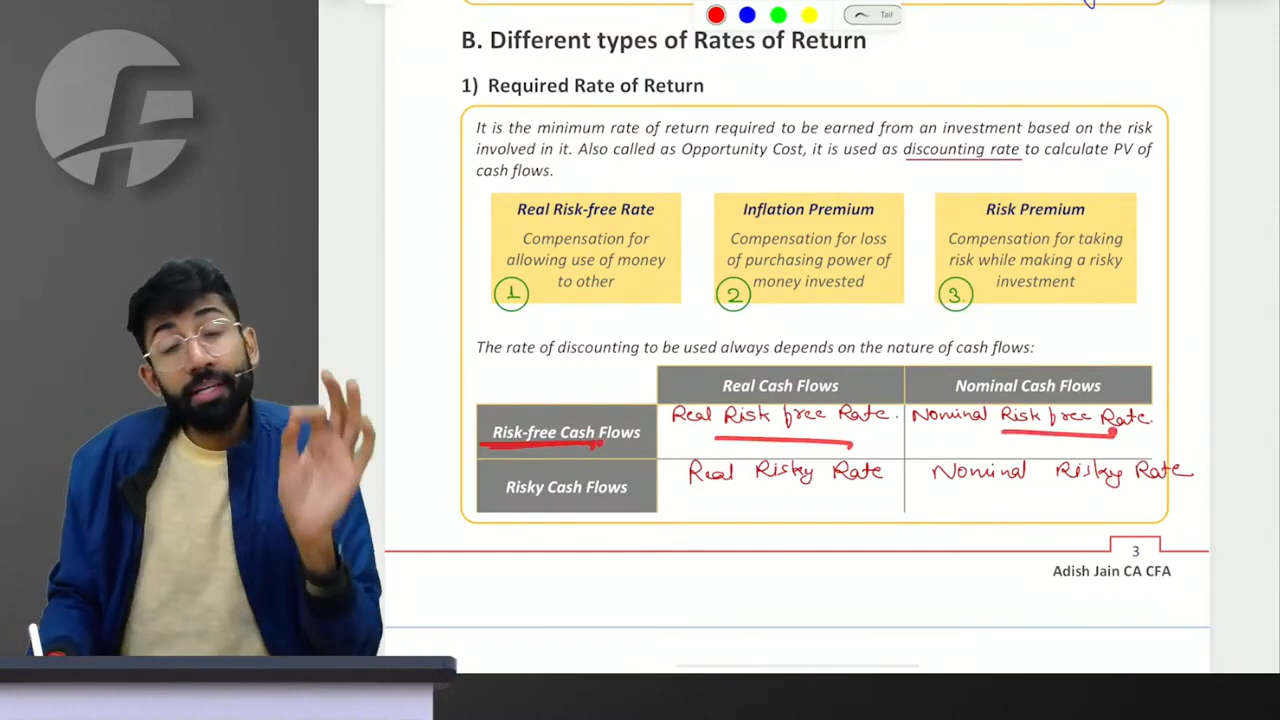 Tail
B. Different types of Rates of Return
1) Required Rate of Return
It is the minimum rate of return required to be earned from an investment based on the risk
involved in it. Also called as Opportunity Cost, it is used as discounting rate to calculate PV of
cash flows.
Real Risk-free Rate
Compensation for
allowing use of money
to other
1
Inflation Premium
Compensation for loss
of purchasing power of
money invested
2
Risk Premium
Compensation for taking
risk while making a risky
investment
3.
The rate of discounting to be used always depends on the nature of cash flows:
Real Cash Flows
Nominal Cash Flows
Risk-free Cash Flows
Real Risk free Rate.
Nominal Risk free Rate.
Risky Cash Flows
Real Risky Rate
Nominal Risky Rate
3
Adish Jain CA CFA